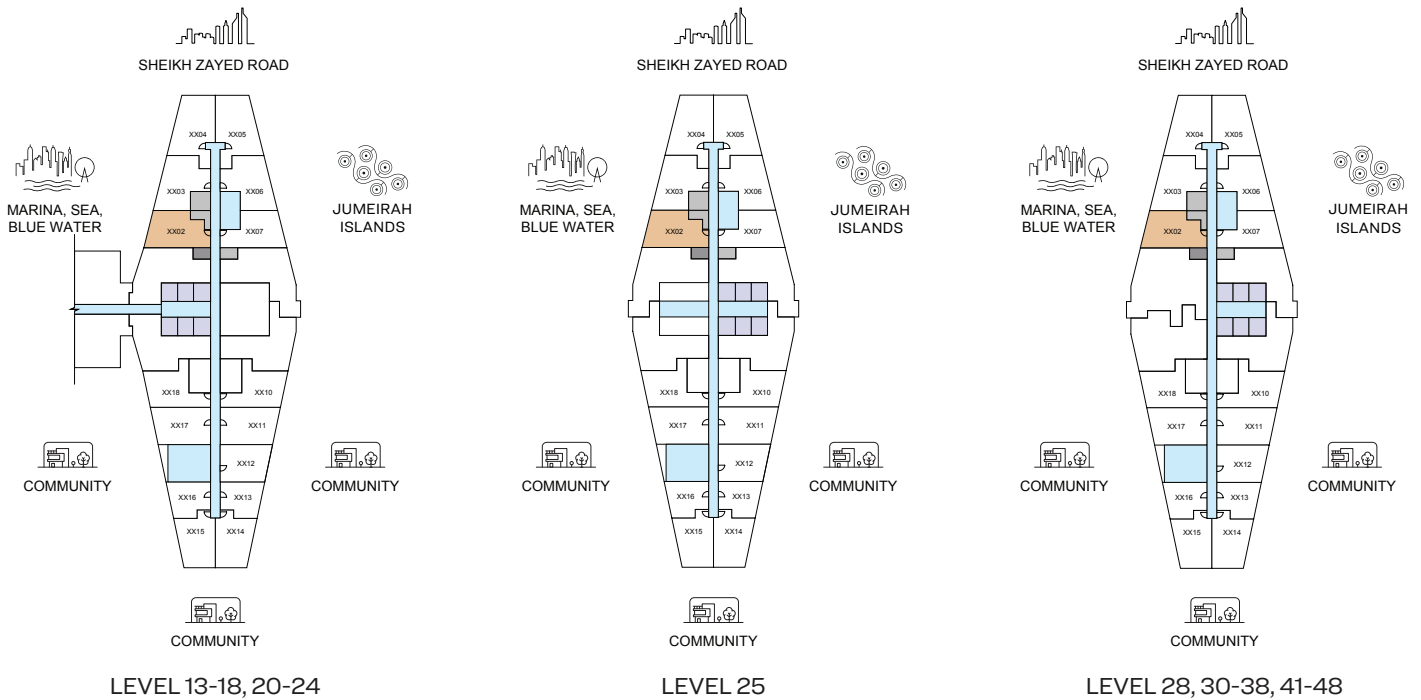 SHEIKH ZAYED ROAD
XX04
XX05
MARINA, SEA,
BLUE WATER
XX03
XX06
JUMEIRAH
ISLANDS
XX02
XX07
XX18
XX10
XX17
XX11
COMMUNITY
XX12
COMMUNITY
XX16
XX13
XX15
XX14
COMMUNITY
LEVEL 13-18, 20-24
SHEIKH ZAYED ROAD
XX04
XX05
MARINA, SEA,
BLUE WATER
XX03
XX06
JUMEIRAH
ISLANDS
XX02
XX07
XX18
XX10
XX17
XX11
COMMUNITY
XX12
COMMUNITY
XX16
XX13
XX15
XX14
COMMUNITY
LEVEL 25
SHEIKH ZAYED ROAD
XX04
XX05
MARINA, SEA,
BLUE WATER
XX03
XX06
JUMEIRAH
ISLANDS
XX02
XX07
XX18
XX10
XX17
XX11
COMMUNITY
XX12
COMMUNITY
XX16
XX13
XX15
XX14
COMMUNITY
LEVEL 28, 30-38, 41-48